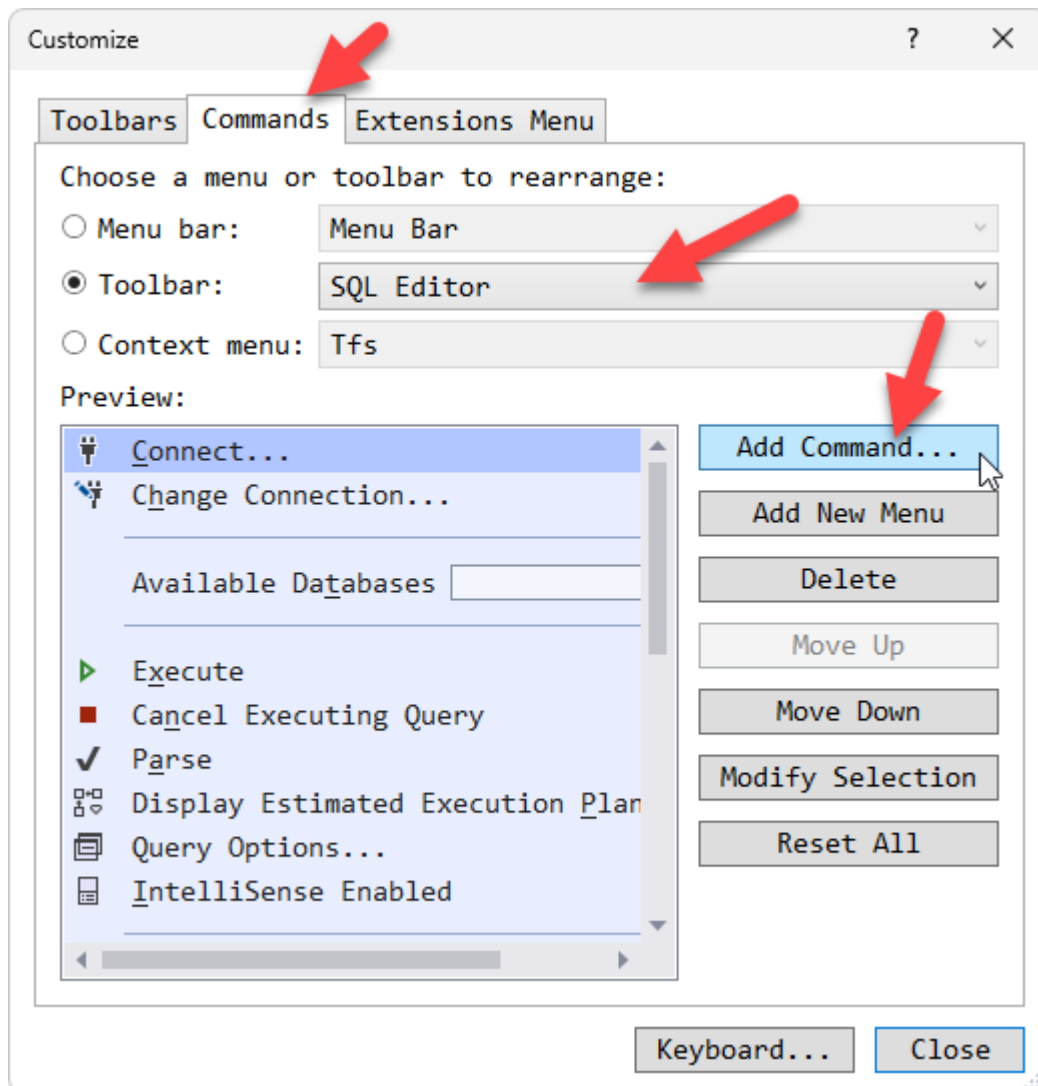 Customize ?
Toolbars Commands Extensions Menu
Choose a menu or toolbar to rearrange:
Menu bar: Menu Bar
Toolbar: SQL Editor
Context menu: Tfs
Preview:
Connect...
Change Connection...
Available Databases
Execute
Cancel Executing Query
Parse
Display Estimated Execution Plan
Query Options...
IntelliSense Enabled
Add Command...
Add New Menu
Delete
Move Up
Move Down
Modify Selection
Reset All
Keyboard... Close